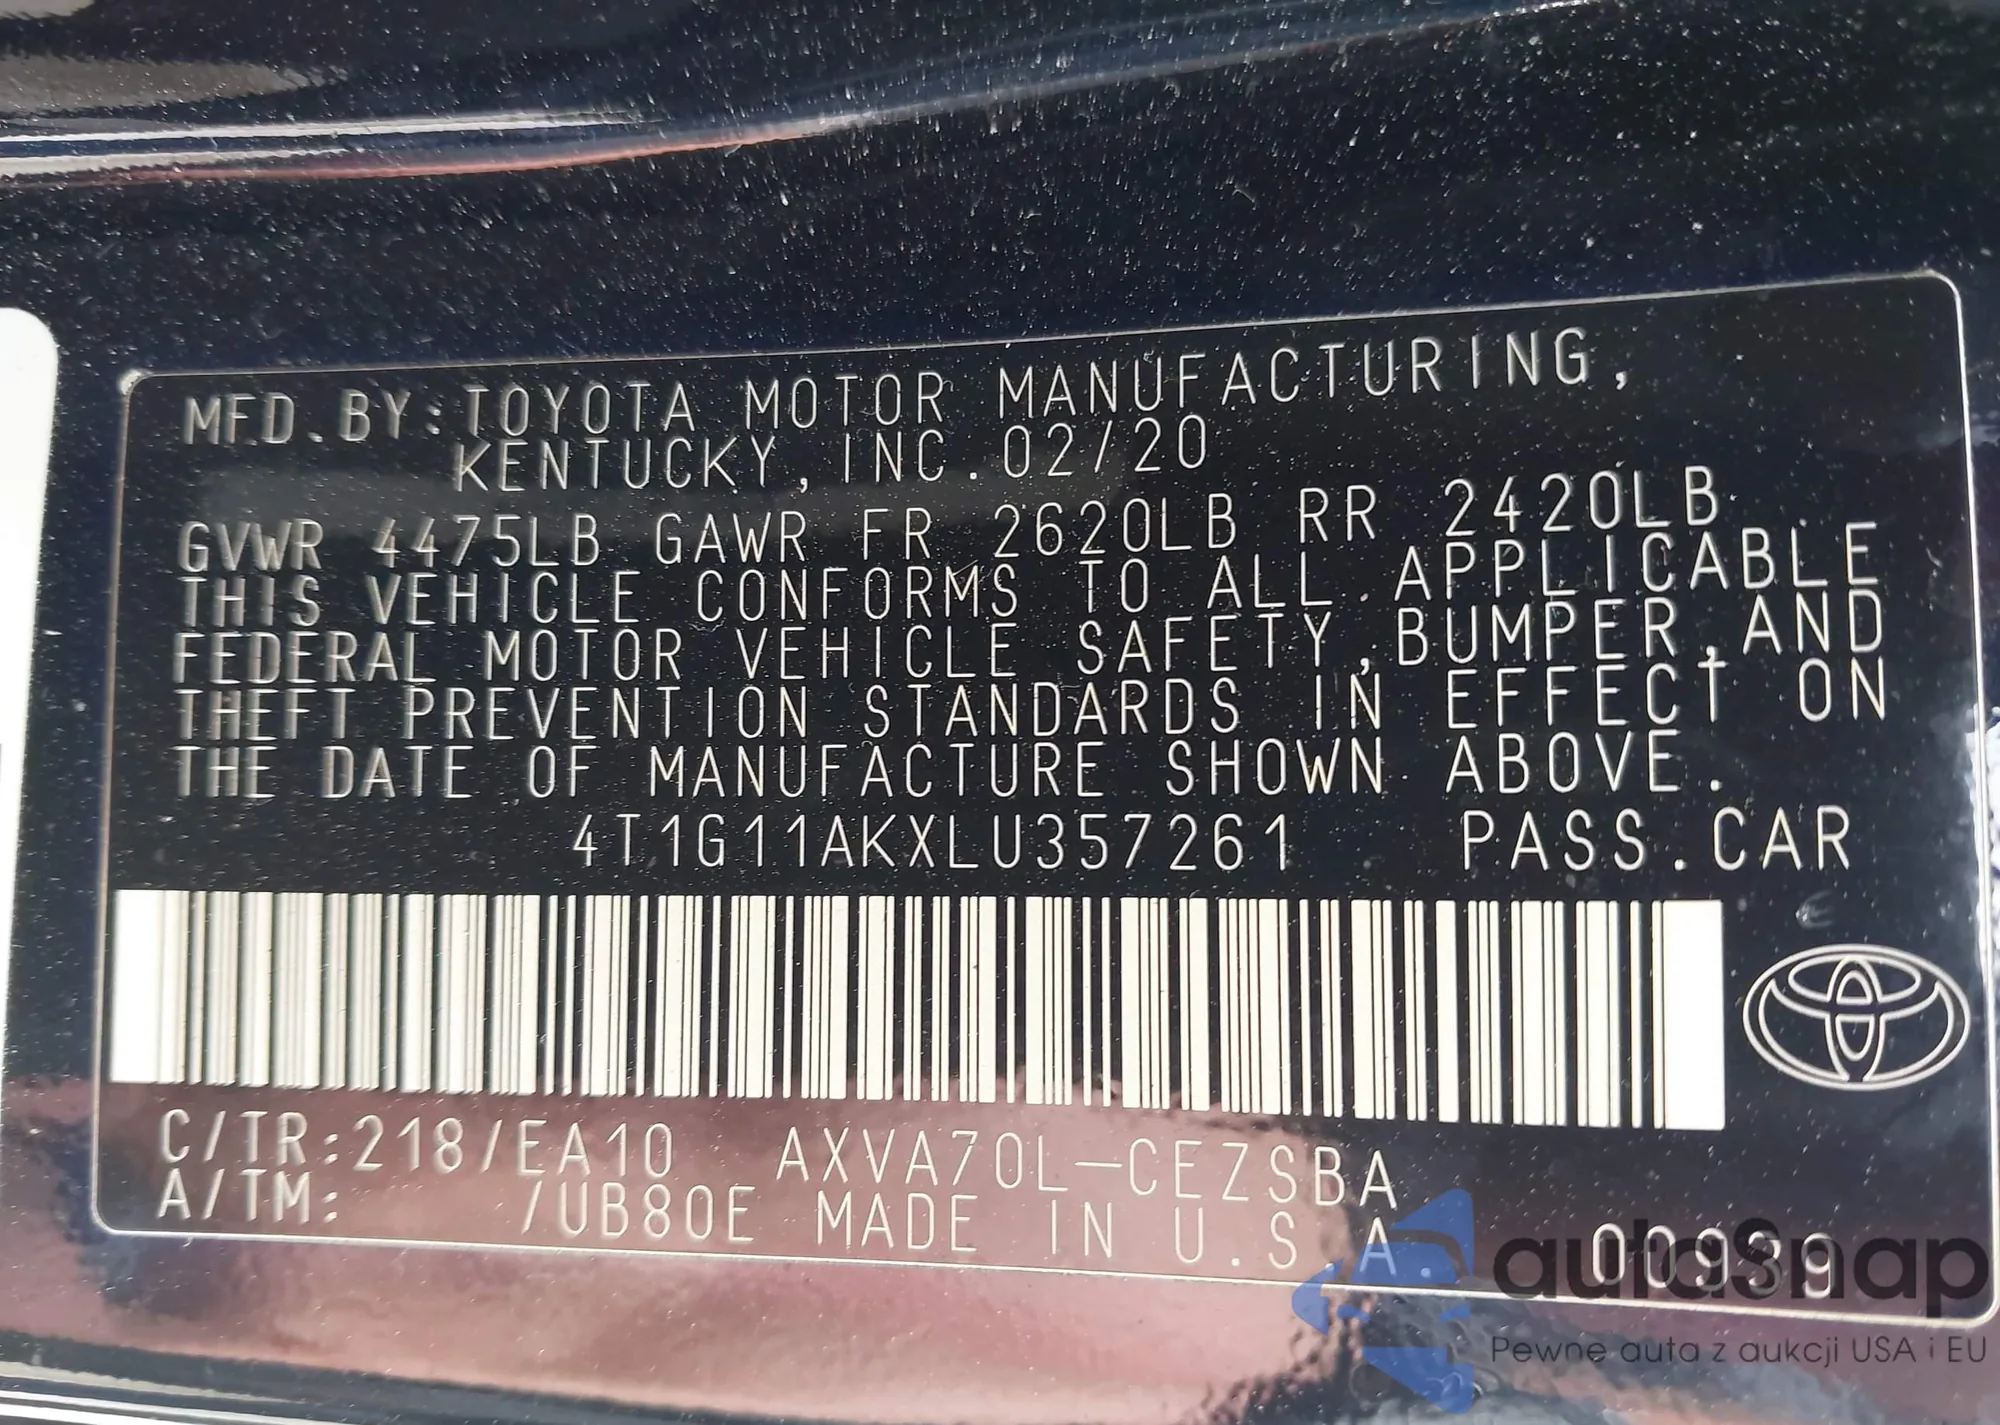 MFD.BY:TOYOTA MOTOR MANUFACTURING,
KENTUCKY,INC.02/20
GVWR 4475LB GAWR FR 2620LB RR 2420LB
THIS VEHICLE CONFORMS TO ALL APPLICABLE
FEDERAL MOTOR VEHICLE SAFETY,BUMPER,AND
THEFT PREVENTION STANDARDS IN EFFECT ON
THE DATE OF MANUFACTURE SHOWN ABOVE.
4T1G11AKXLU357261 PASS.CAR
C/TR:218/EA10 AXVA70L-CEZSBA
A/TM: /UB80E MADE IN U.S.A. 00939
autosnap
Pewne auta z aukcji USA i EU